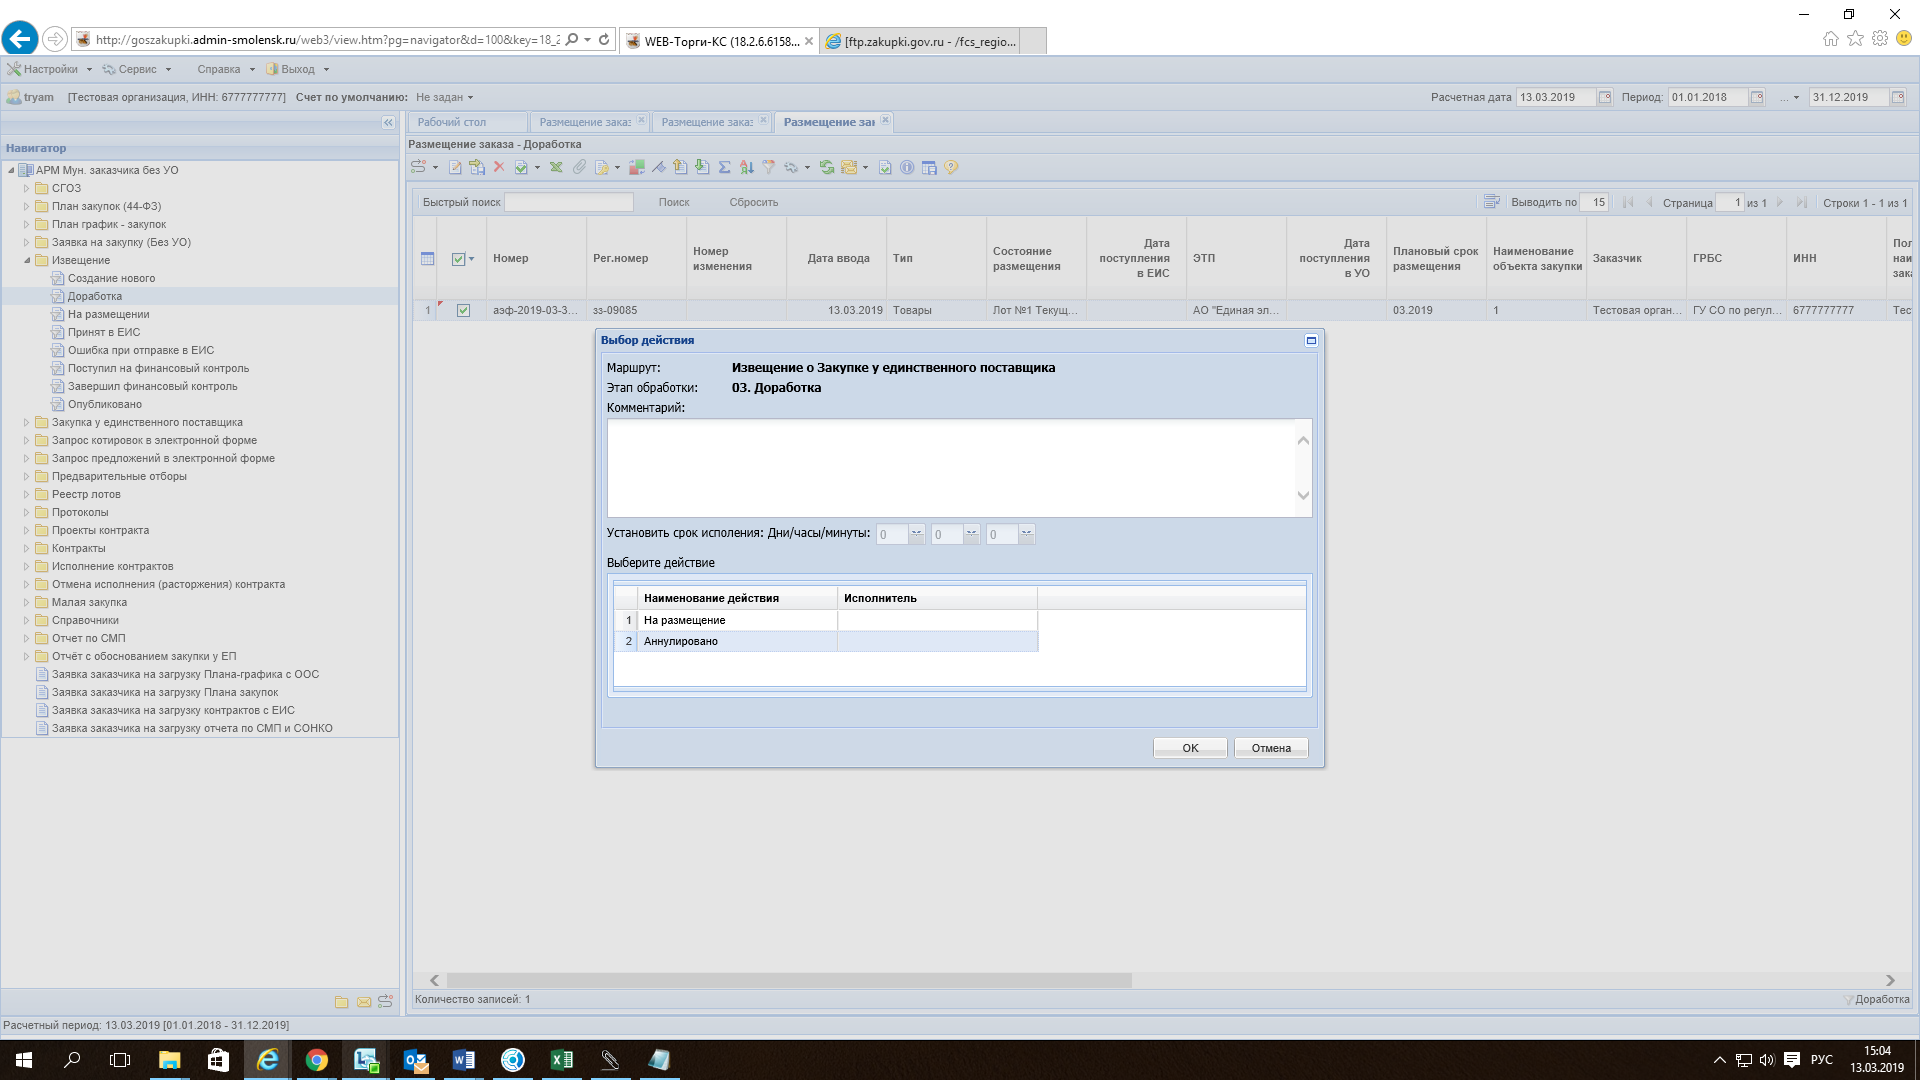 http://goszakupki.admin-smolensk.ru/web3/view.htm?pg=navigator&d=100&key=18_2
WEB-Торги-КС (18.2.6.6158...
[ftp.zakupki.gov.ru - /fcs_regio...
Настройки
Сервис
Справка
Выход
tryam
[Тестовая организация, ИНН: 6777777777]
Счет по умолчанию:
Не задан
Расчетная дата
13.03.2019
Период:
01.01.2018
...
31.12.2019
Навигатор
АРМ Мун. заказчика без УО
СГОЗ
План закупок (44-ФЗ)
План график - закупок
Заявка на закупку (Без УО)
Извещение
Создание нового
Доработка
На размещении
Принят в ЕИС
Ошибка при отправке в ЕИС
Поступил на финансовый контроль
Завершил финансовый контроль
Опубликовано
Закупка у единственного поставщика
Запрос котировок в электронной форме
Запрос предложений в электронной форме
Предварительные отборы
Реестр лотов
Протоколы
Проекты контракта
Контракты
Исполнение контрактов
Отмена исполнения (расторжения) контракта
Малая закупка
Справочники
Отчет по СМП
Отчёт с обоснованием закупки у ЕП
Заявка заказчика на загрузку Плана-графика с ООС
Заявка заказчика на загрузку Плана закупок
Заявка заказчика на загрузку контрактов с ЕИС
Заявка заказчика на загрузку отчета по СМП и СОНКО
Рабочий стол
Размещение заказ
Размещение заказ
Размещение зак
Размещение заказа - Доработка
Быстрый поиск
Поиск
Сбросить
Выводить по
15
Страница
1
из 1
Строки 1 - 1 из 1
Номер
Рег.номер
Номер
изменения
Дата ввода
Тип
Состояние
размещения
Дата
поступления
в ЕИС
ЭТП
Дата
поступления
в УО
Плановый срок
размещения
Наименование
объекта закупки
Заказчик
ГРБС
ИНН
Пол
наи
зака
1
аэф-2019-03-3...
зз-09085
13.03.2019
Товары
Лот №1 Текущ...
АО "Единая эл...
03.2019
1
Тестовая орган...
ГУ СО по регул...
6777777777
Тес
Выбор действия
Маршрут:
Извещение о Закупке у единственного поставщика
Этап обработки:
03. Доработка
Комментарий:
Установить срок исполения: Дни/часы/минуты:
0
0
0
Выберите действие
Наименование действия
Исполнитель
1
На размещение
2
Аннулировано
OK
Отмена
Количество записей: 1
Доработка
Расчетный период: 13.03.2019 [01.01.2018 - 31.12.2019]
РУС
15:04
13.03.2019